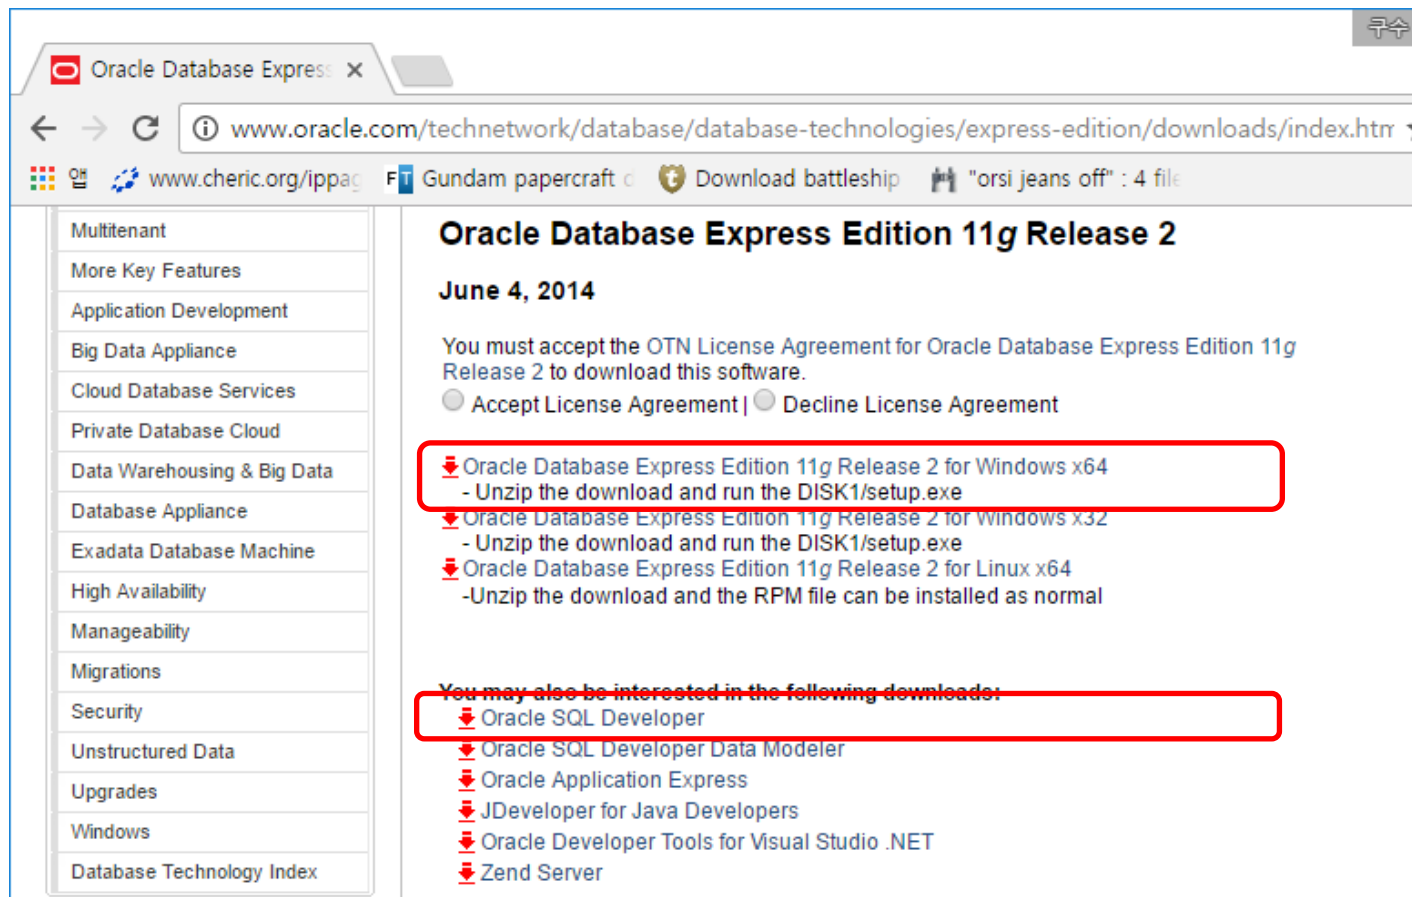 구수
Oracle Database Express
www.oracle.com/technetwork/database/database-technologies/express-edition/downloads/index.htm
앱 www.cheric.org/ippag FT Gundam papercraft d Download battleship "orsi jeans off" : 4 file
Multitenant
More Key Features
Application Development
Big Data Appliance
Cloud Database Services
Private Database Cloud
Data Warehousing & Big Data
Database Appliance
Exadata Database Machine
High Availability
Manageability
Migrations
Security
Unstructured Data
Upgrades
Windows
Database Technology Index
Oracle Database Express Edition 11g Release 2
June 4, 2014
You must accept the OTN License Agreement for Oracle Database Express Edition 11g
Release 2 to download this software.
Accept License Agreement | Decline License Agreement
Oracle Database Express Edition 11g Release 2 for Windows x64
- Unzip the download and run the DISK1/setup.exe
Oracle Database Express Edition 11g Release 2 for Windows x32
- Unzip the download and run the DISK1/setup.exe
Oracle Database Express Edition 11g Release 2 for Linux x64
-Unzip the download and the RPM file can be installed as normal
You may also be interested in the following downloads:
Oracle SQL Developer
Oracle SQL Developer Data Modeler
Oracle Application Express
JDeveloper for Java Developers
Oracle Developer Tools for Visual Studio .NET
Zend Server